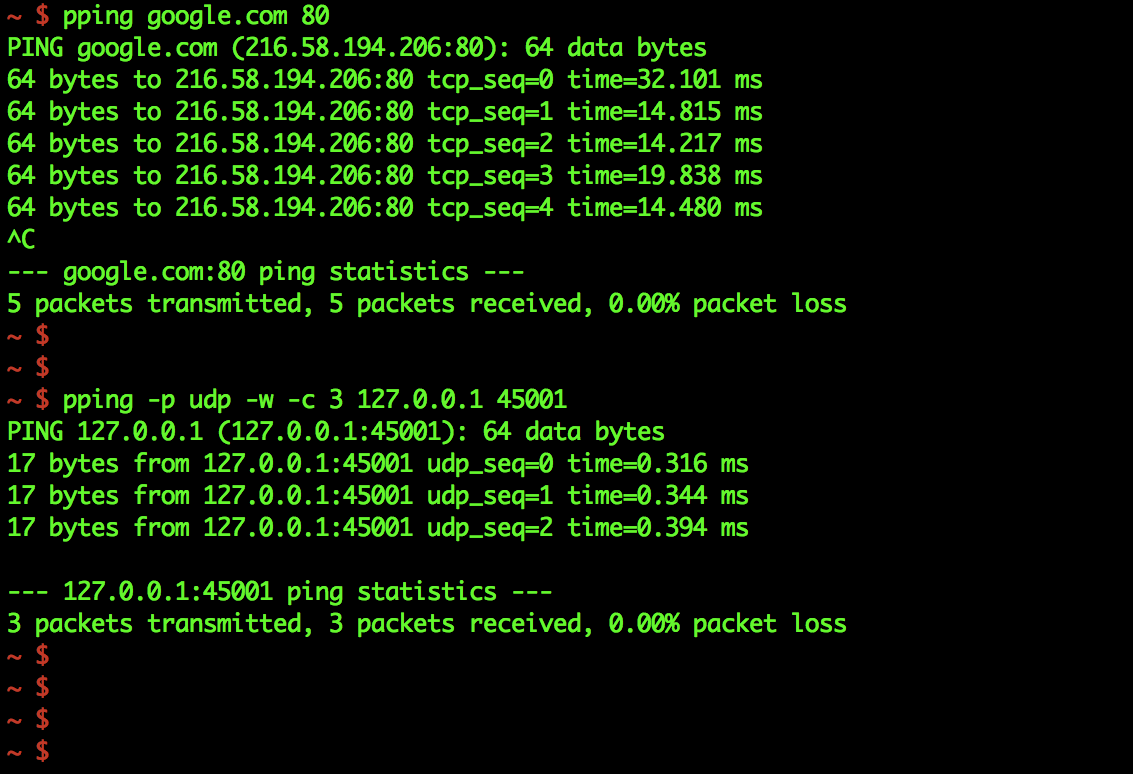 ~ $ pping google.com 80
PING google.com (216.58.194.206:80): 64 data bytes
64 bytes to 216.58.194.206:80 tcp_seq=0 time=32.101 ms
64 bytes to 216.58.194.206:80 tcp_seq=1 time=14.815 ms
64 bytes to 216.58.194.206:80 tcp_seq=2 time=14.217 ms
64 bytes to 216.58.194.206:80 tcp_seq=3 time=19.838 ms
64 bytes to 216.58.194.206:80 tcp_seq=4 time=14.480 ms
^C
--- google.com:80 ping statistics ---
5 packets transmitted, 5 packets received, 0.00% packet loss
~ $
~ $
~ $ pping -p udp -w -c 3 127.0.0.1 45001
PING 127.0.0.1 (127.0.0.1:45001): 64 data bytes
17 bytes from 127.0.0.1:45001 udp_seq=0 time=0.316 ms
17 bytes from 127.0.0.1:45001 udp_seq=1 time=0.344 ms
17 bytes from 127.0.0.1:45001 udp_seq=2 time=0.394 ms

--- 127.0.0.1:45001 ping statistics ---
3 packets transmitted, 3 packets received, 0.00% packet loss
~ $
~ $
~ $
~ $